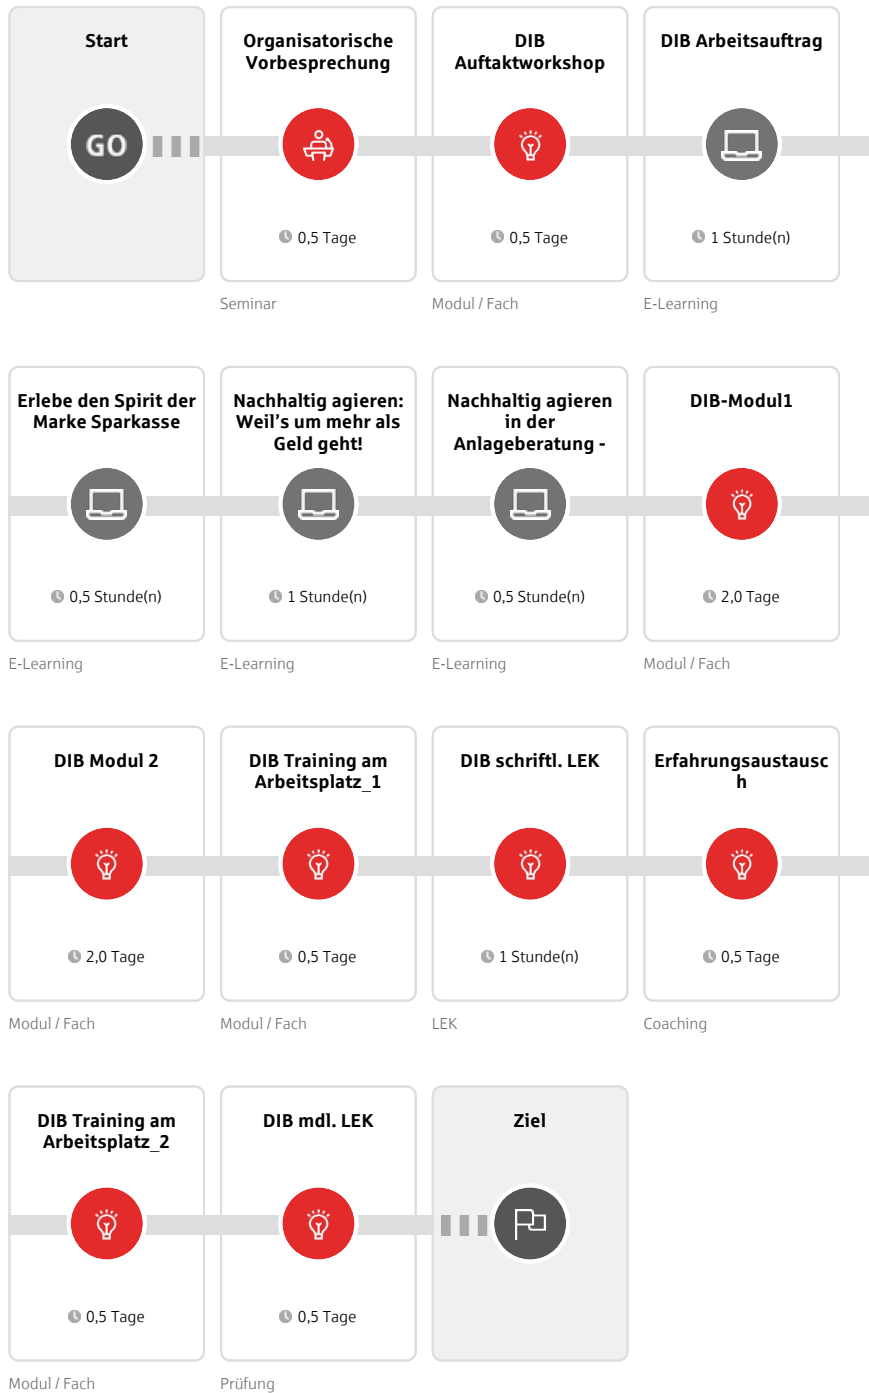 Start
Organisatorische
Vorbesprechung
DIB
Auftaktworkshop
DIB Arbeitsauftrag
GO
0,5 Tage
0,5 Tage
1 Stunde(n)
Seminar
Modul / Fach
E-Learning
Erlebe den Spirit der
Marke Sparkasse
Nachhaltig agieren:
Weil's um mehr als
Geld geht!
Nachhaltig agieren
in der
Anlageberatung -
DIB-Modul1
0,5 Stunde(n)
1 Stunde(n)
0,5 Stunde(n)
2,0 Tage
E-Learning
E-Learning
E-Learning
Modul / Fach
DIB Modul 2
DIB Training am
Arbeitsplatz_1
DIB schriftl. LEK
Erfahrungsaustausc
h
2,0 Tage
0,5 Tage
1 Stunde(n)
0,5 Tage
Modul / Fach
Modul / Fach
LEK
Coaching
DIB Training am
Arbeitsplatz_2
DIB mdl. LEK
Ziel
0,5 Tage
0,5 Tage
Modul / Fach
Prüfung